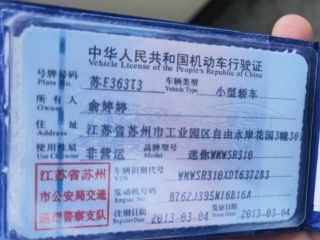 中华人民共和国机动车行驶证
Vehicle License of the People's Republic of China
号牌号码 苏E363T3 车辆类型 小型轿车
Plate No. Vehicle Type
所有人 俞婷婷
Owner
住址 江苏省苏州市工业园区自由水岸花园3幢30
Address
使用性质 非营运 品牌型号 迷你WMWSR310
Use Character Model
江苏省苏州市公安局交通巡逻警察支队
车辆识别代号 WMWSR310XDT637283
VIN
发动机号码 B762J395N16B16A
Engine No.
注册日期 2013-03-04 发证日期 2013-03-04
Register Date Issue Date